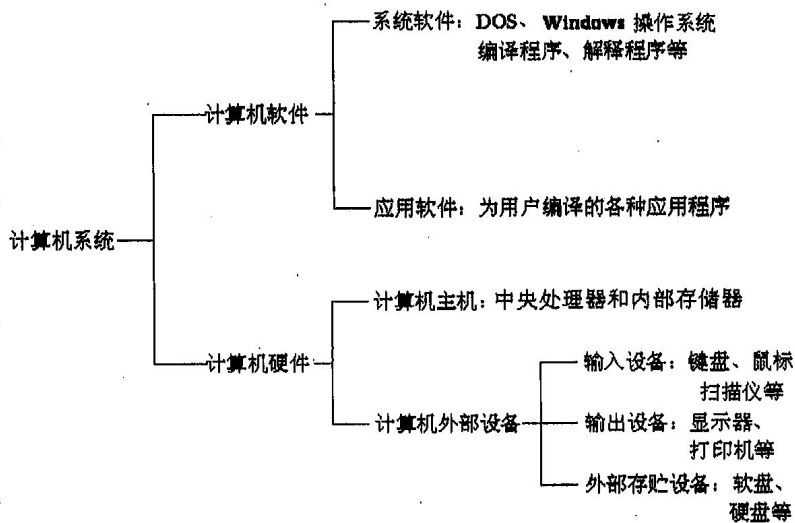 系统软件：DOS、Windows 操作系统
编译程序、解释程序等
计算机软件
应用软件：为用户编译的各种应用程序
计算机系统
计算机主机：中央处理器和内部存储器
计算机硬件
输入设备：键盘、鼠标
扫描仪等
计算机外部设备
输出设备：显示器、
打印机等
外部存贮设备：软盘、
硬盘等